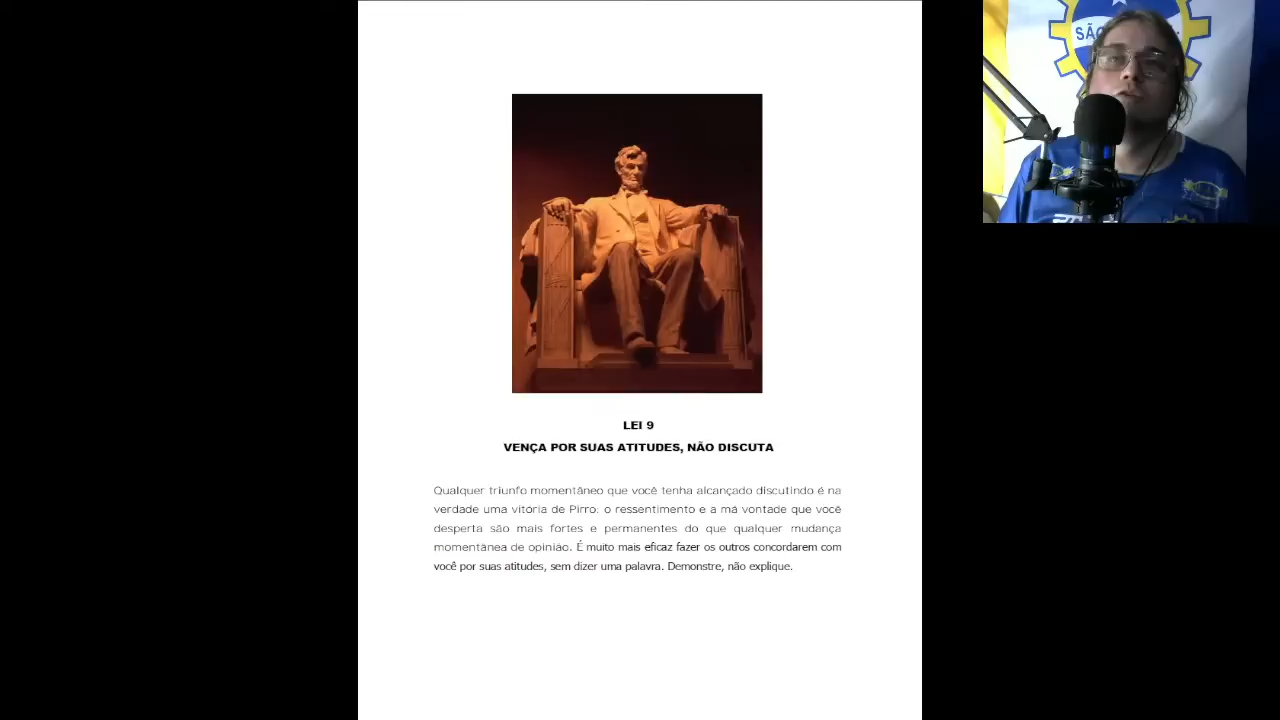 LEI 9
VENÇA POR SUAS ATITUDES, NÃO DISCUTA
Qualquer triunfo momentâneo que você tenha alcançado discutindo é na
verdade uma vitória de Pirro: o ressentimento e a má vontade que você
desperta são mais fortes e permanentes do que qualquer mudança
momentânea de opinião. É muito mais eficaz fazer os outros concordarem com
você por suas atitudes, sem dizer uma palavra. Demonstre, não explique.
SÃO